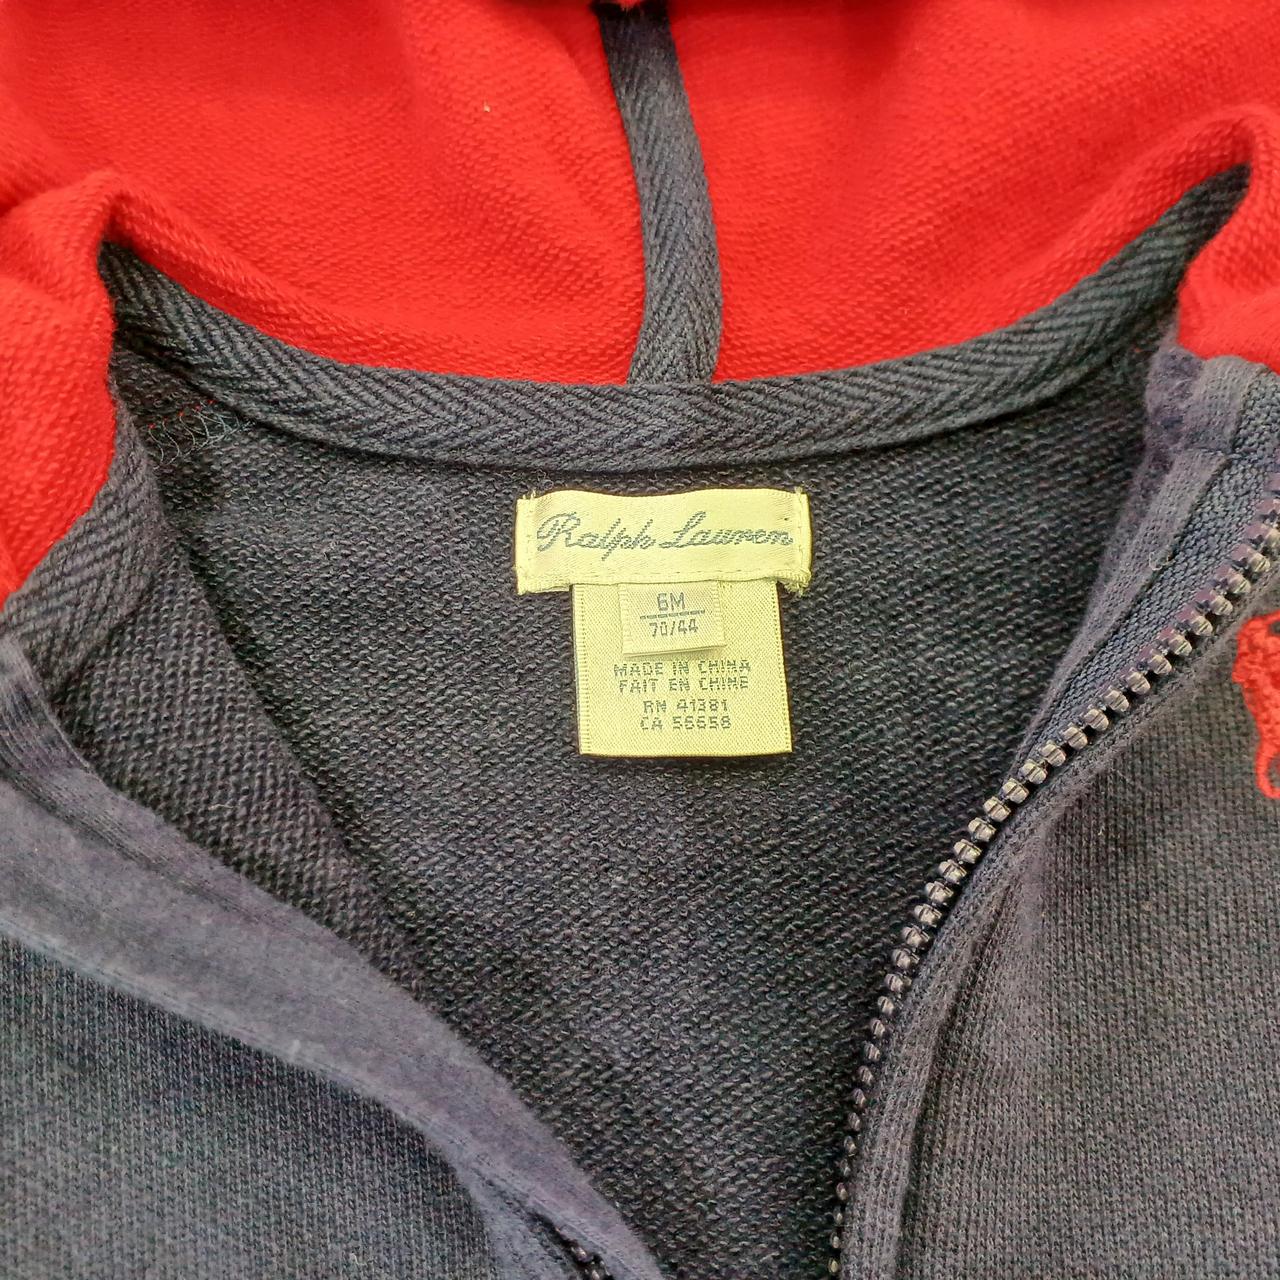 Ralph Lauren
6M
70/44
MADE IN CHINA
FAIT EN CHINE
RN 41381
CA 56658